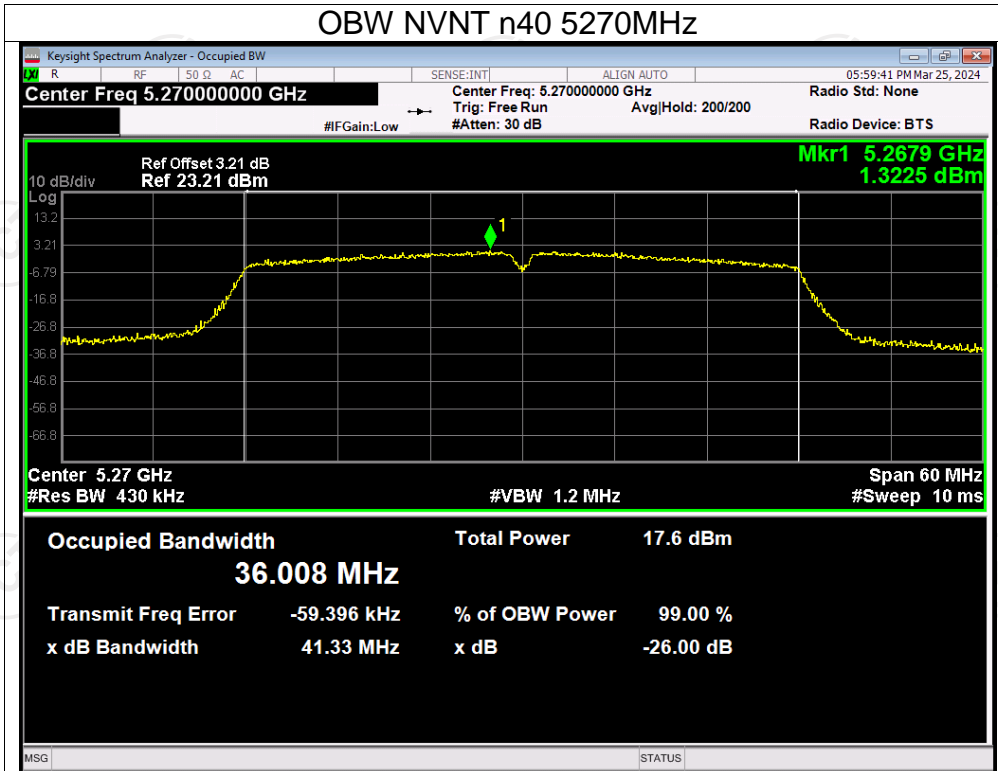 OBW NVNT n40 5270MHz
Keysight Spectrum Analyzer - Occupied BW
LXI R RF 50 Ω AC SENSE:INT ALIGN AUTO 05:59:41 PM Mar 25, 2024
Center Freq 5.270000000 GHz Center Freq: 5.270000000 GHz Radio Std: None
Trig: Free Run Avg|Hold: 200/200
#IFGain:Low #Atten: 30 dB Radio Device: BTS
Ref Offset 3.21 dB Mkr1 5.2679 GHz
10 dB/div Ref 23.21 dBm 1.3225 dBm
Log
13.2
1
3.21
-6.79
-16.8
-26.8
-36.8
-46.8
-56.8
-66.8
Center 5.27 GHz Span 60 MHz
#Res BW 430 kHz #VBW 1.2 MHz #Sweep 10 ms
Occupied Bandwidth Total Power 17.6 dBm
36.008 MHz
Transmit Freq Error -59.396 kHz % of OBW Power 99.00 %
x dB Bandwidth 41.33 MHz x dB -26.00 dB
MSG STATUS